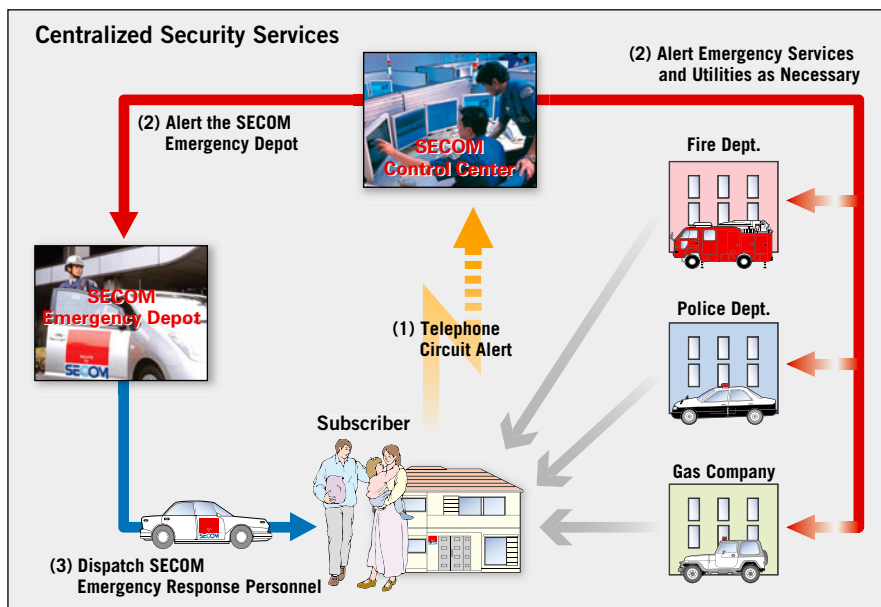 Centralized Security Services
(2) Alert Emergency Services
and Utilities as Necessary
(2) Alert the SECOM
Emergency Depot
SECOM
Control Center
Fire Dept.
SECOM
Emergency Depot
SECOM
(1) Telephone
Circuit Alert
Police Dept.
Subscriber
Gas Company
SECOM
(3) Dispatch SECOM
Emergency Response Personnel